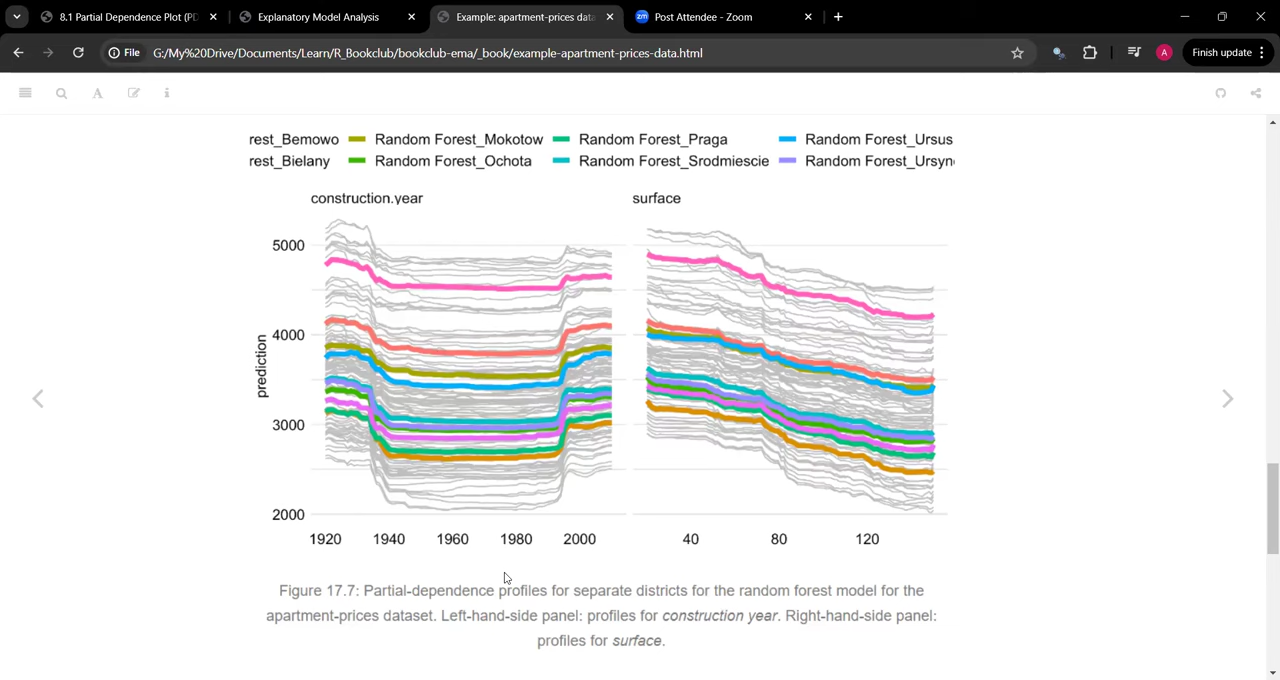 8.1 Partial Dependence Plot (PD
Explanatory Model Analysis
Example: apartment-prices data
zm Post Attendee - Zoom
File G:/My%20Drive/Documents/Learn/R_Bookclub/bookclub-ema/_book/example-apartment-prices-data.html
A
Finish update
rest_Bemowo Random Forest_Mokotow Random Forest_Praga Random Forest_Ursus
rest_Bielany Random Forest_Ochota Random Forest_Srodmiescie Random Forest_Ursyn
construction.year surface
5000
4000
3000
2000
prediction
1920 1940 1960 1980 2000 40 80 120
Figure 17.7: Partial-dependence profiles for separate districts for the random forest model for the
apartment-prices dataset. Left-hand-side panel: profiles for construction year. Right-hand-side panel:
profiles for surface.